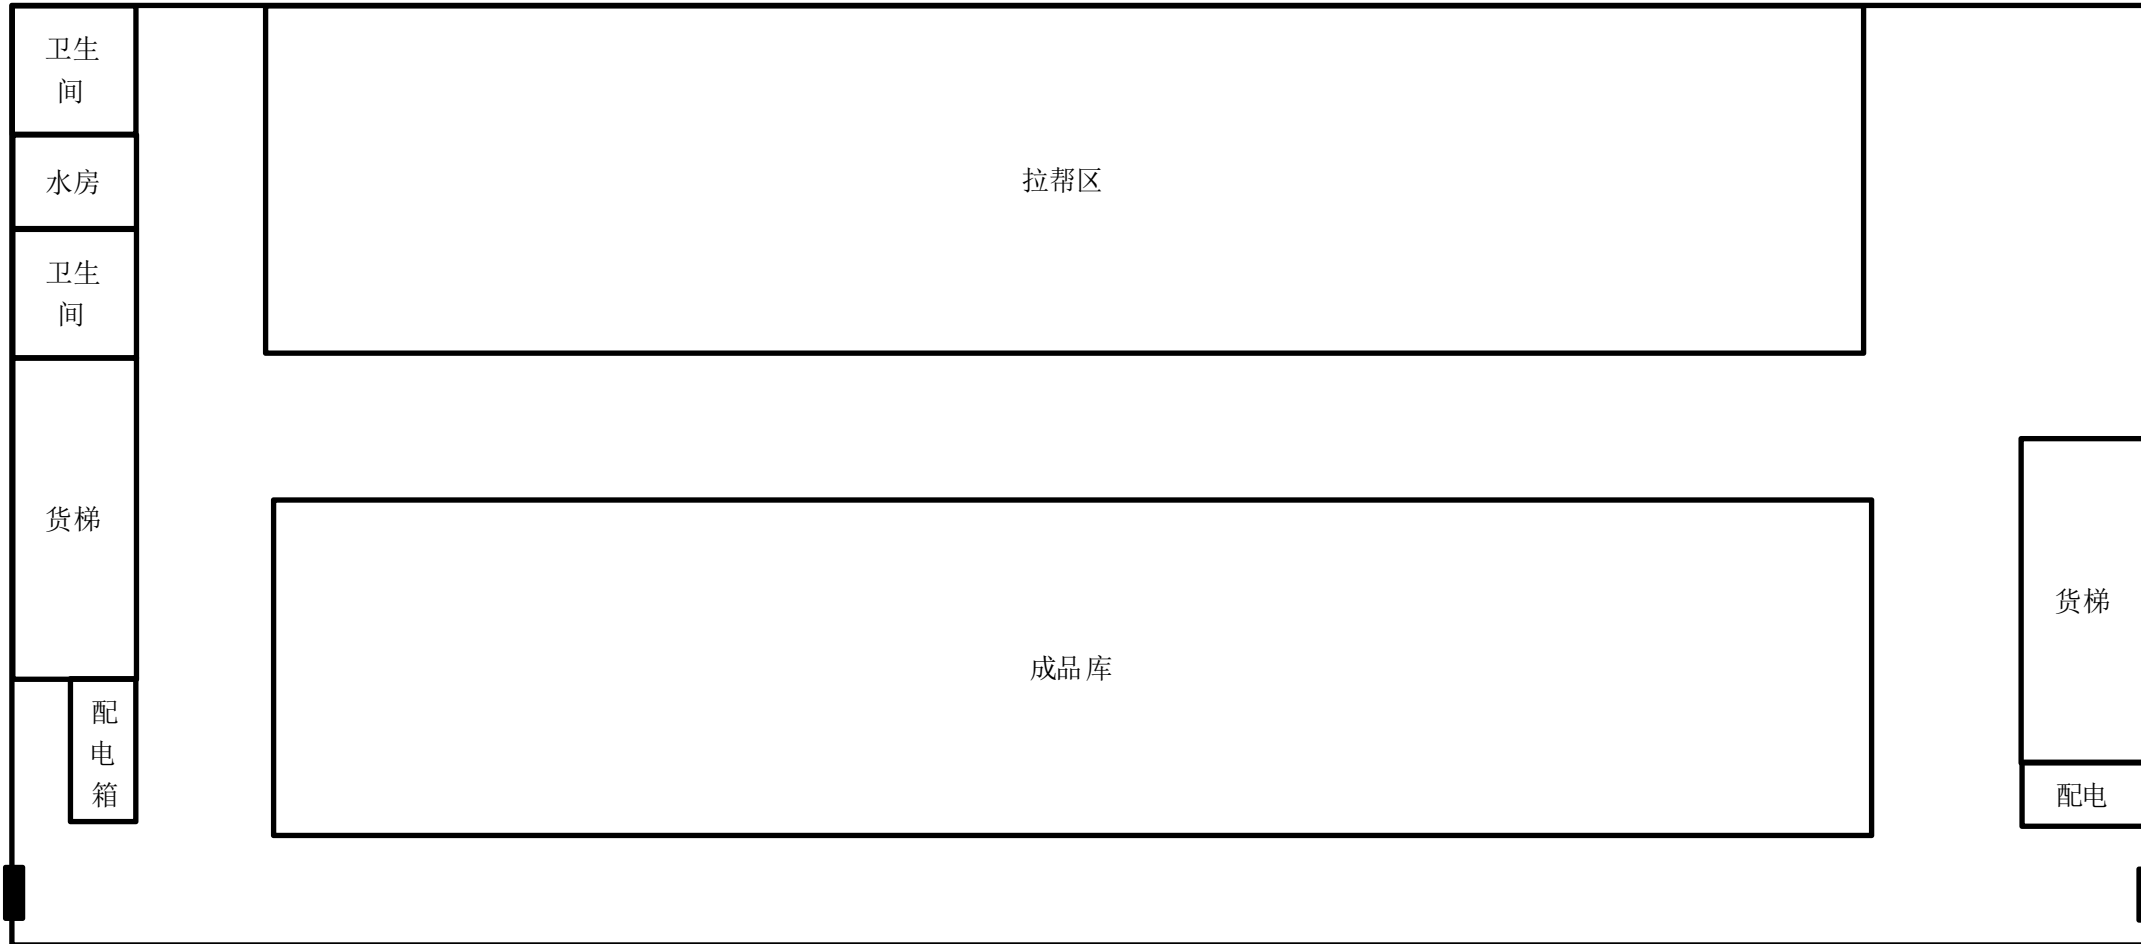 卫生
间
水房
拉帮区
卫生
间
货梯
货梯
成品库
配
电
箱
配电